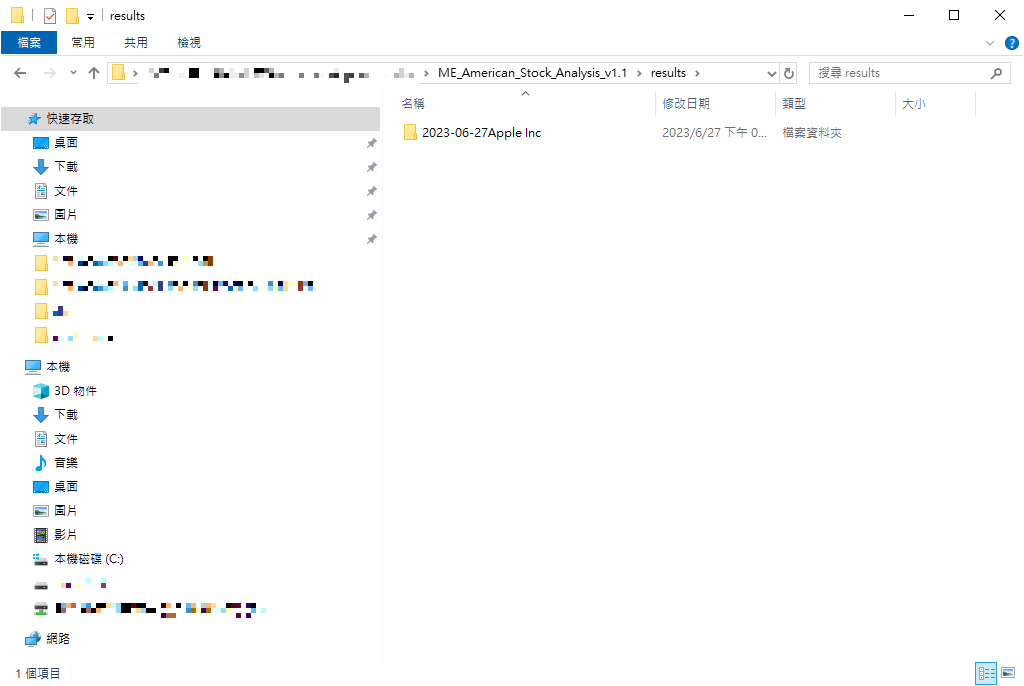 results
檔案 常用 共用 檢視
ME_American_Stock_Analysis_v1.1 results 搜尋 results
名稱 修改日期 類型 大小
快速存取
2023-06-27Apple Inc 2023/6/27 下午 0... 檔案資料夾
桌面
下載
文件
圖片
本機
本機
3D 物件
下載
文件
音樂
桌面
圖片
影片
本機磁碟 (C:)
網路
1 個項目